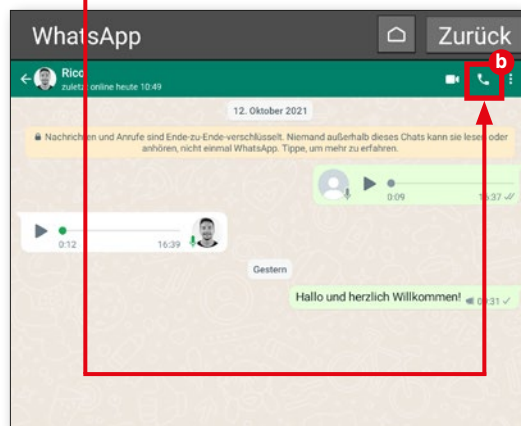 WhatsApp
Zurück
b
Rico
zuletzt online heute 10:49
12. Oktober 2021
Nachrichten und Anrufe sind Ende-zu-Ende-verschlüsselt. Niemand außerhalb dieses Chats kann sie lesen oder
anhören, nicht einmal WhatsApp. Tippe, um mehr zu erfahren.
0:09 16:37
0:12 16:39
Gestern
Hallo und herzlich Willkommen! 09:31